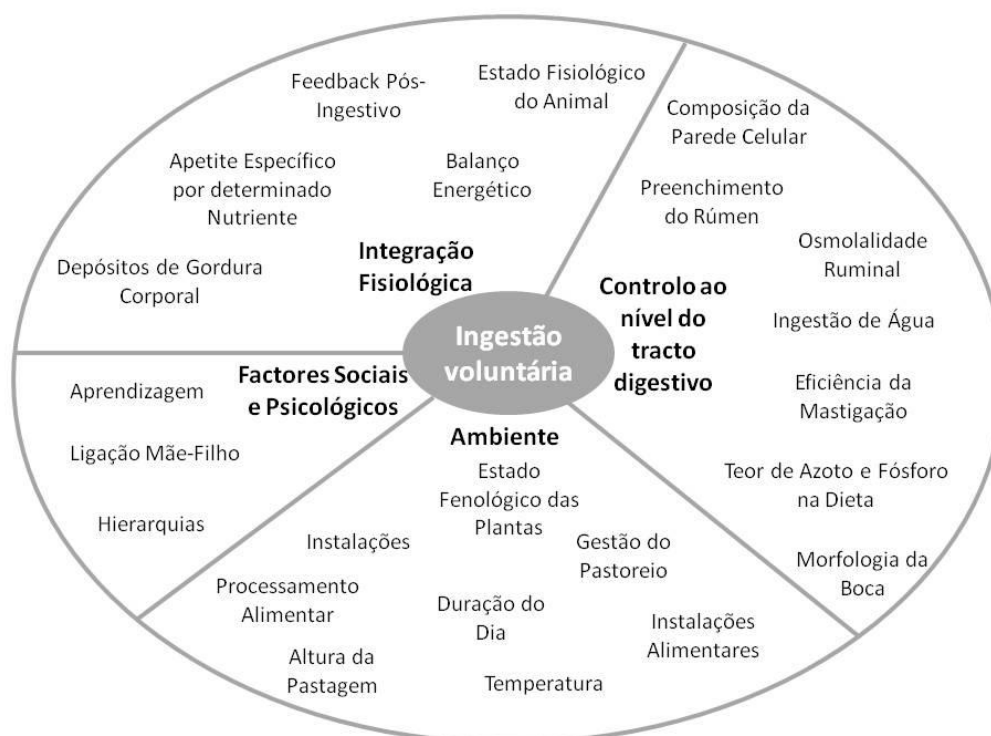 Feedback Pós-
Ingestivo
Estado Fisiológico
do Animal
Apetite Específico
por determinado
Nutriente
Balanço
Energético
Depósitos de Gordura
Corporal
Integração
Fisiológica
Composição da
Parede Celular
Preenchimento
do Rúmen
Osmolalidade
Ruminal
Controlo ao
nível do
tracto
digestivo
Ingestão de Água
Eficiência da
Mastigação
Teor de Azoto e Fósforo
na Dieta
Morfologia da
Boca
Ingestão
voluntária
Factores Sociais
e Psicológicos
Aprendizagem
Ligação Mãe-Filho
Hierarquias
Ambiente
Estado
Fenológico das
Plantas
Instalações
Gestão do
Pastoreio
Processamento
Alimentar
Duração do
Dia
Instalações
Alimentares
Altura da
Pastagem
Temperatura